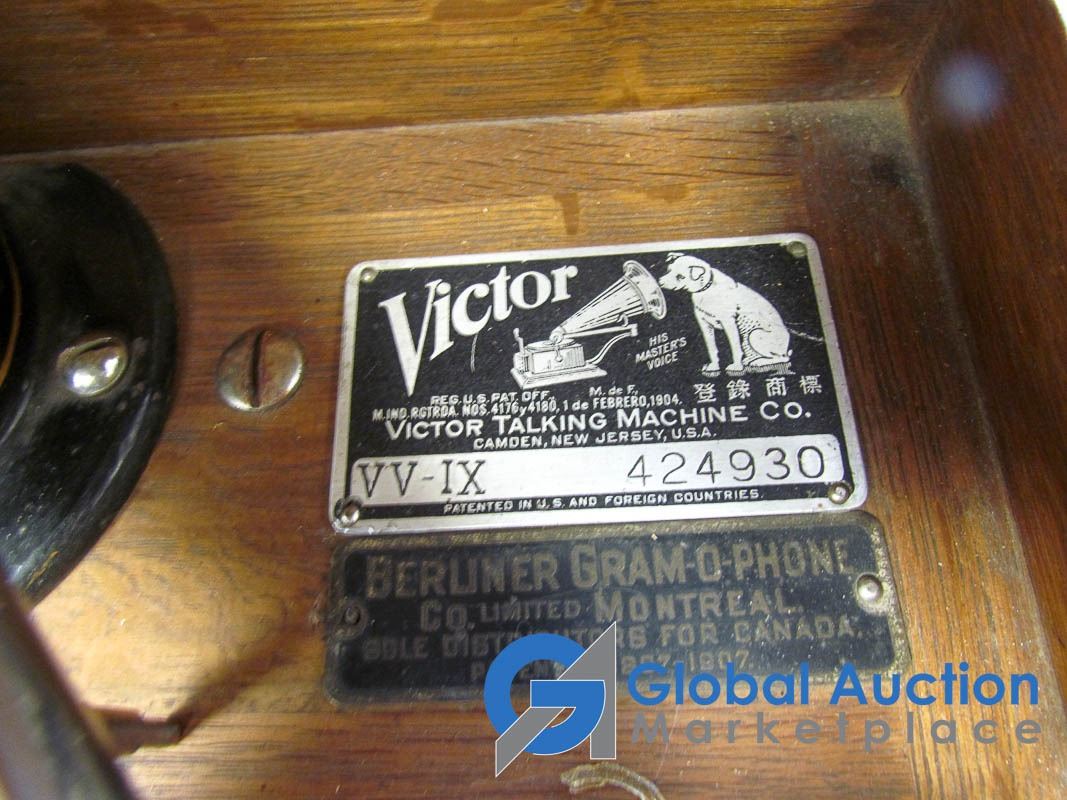 Victor
HIS
MASTER'S
VOICE
REG. U.S. PAT. OFF. M. de F.
M. IND. RGTRDA. NOS. 4176 y 4180, 1 de FEBRERO, 1904. 登錄商標
VICTOR TALKING MACHINE CO.
CAMDEN, NEW JERSEY, U.S.A.
VV-IX 424930
PATENTED IN U.S. AND FOREIGN COUNTRIES.
BERLINER GRAM-O-PHONE
CO. LIMITED MONTREAL.
SOLE DISTRIBUTORS FOR CANADA.
1907.
Global Auction
Marketplace